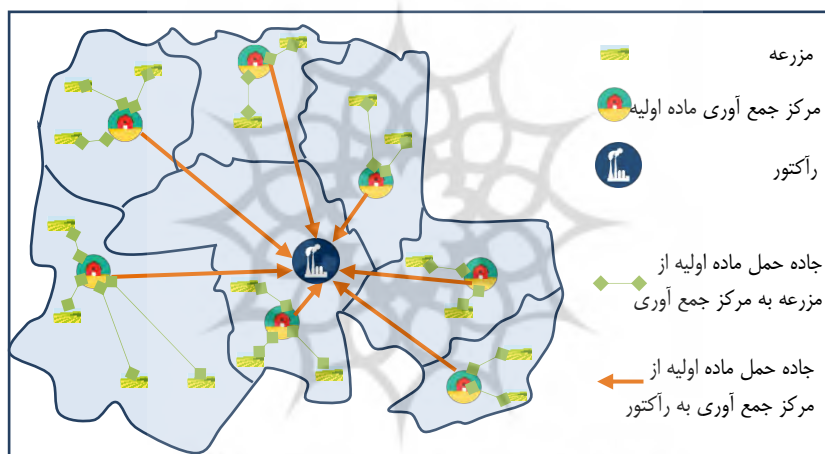 مزرعه
مرکز جمع آوری ماده اولیه
رآکتور
جاده حمل ماده اولیه از
مزرعه به مرکز جمع آوری
جاده حمل ماده اولیه از
مرکز جمع آوری به رآکتور